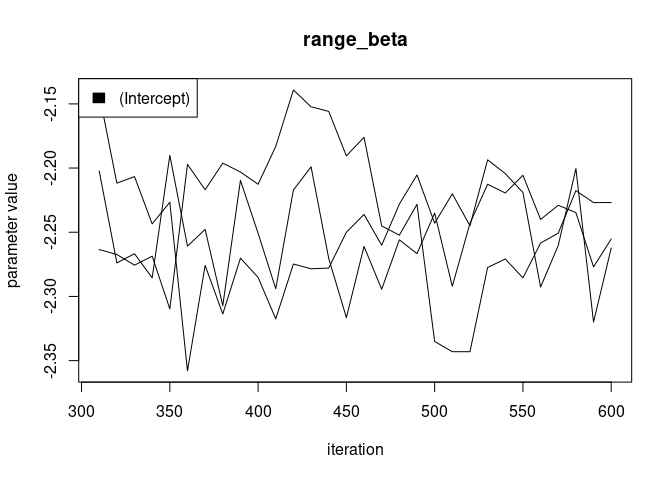 range_beta
(Intercept)
parameter value
-2.15
-2.20
-2.25
-2.30
-2.35
300 350 400 450 500 550 600
iteration